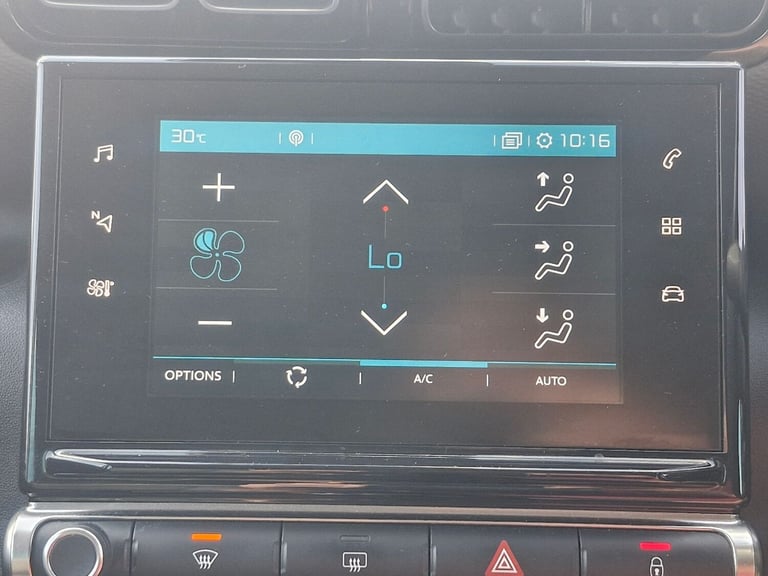 30°C 10:16
N
Lo
OPTIONS A/C AUTO